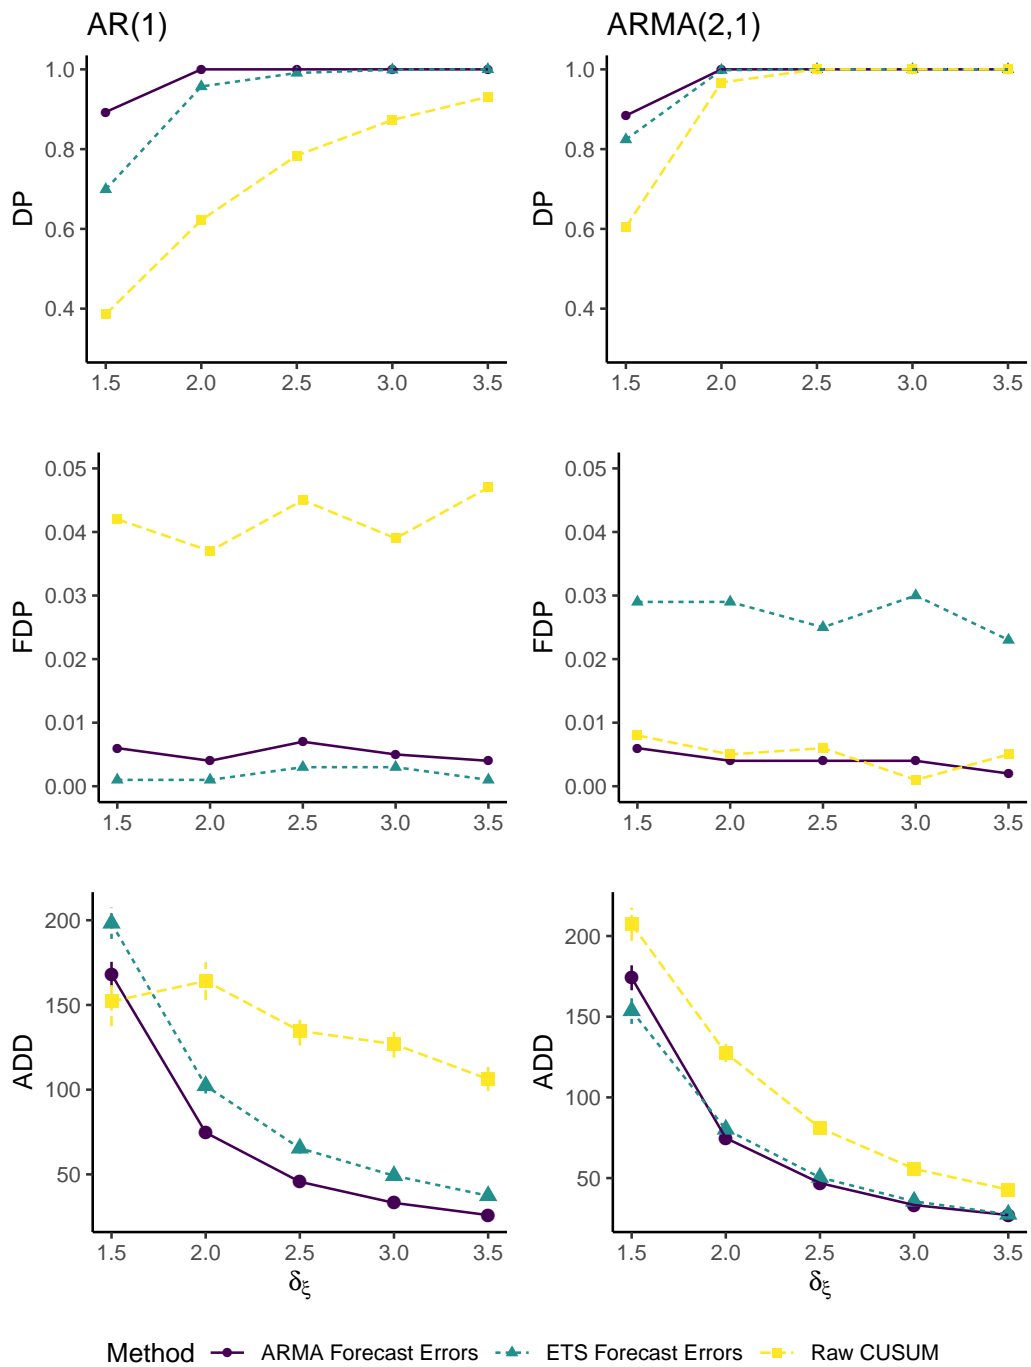 AR(1)
ARMA(2,1)
DP
1.0
0.8
0.6
0.4
1.5 2.0 2.5 3.0 3.5
DP
1.0
0.8
0.6
0.4
1.5 2.0 2.5 3.0 3.5
FDP
0.05
0.04
0.03
0.02
0.01
0.00
1.5 2.0 2.5 3.0 3.5
FDP
0.05
0.04
0.03
0.02
0.01
0.00
1.5 2.0 2.5 3.0 3.5
ADD
200
150
100
50
1.5 2.0 2.5 3.0 3.5
δξ
ADD
200
150
100
50
1.5 2.0 2.5 3.0 3.5
δξ
Method ARMA Forecast Errors ETS Forecast Errors Raw CUSUM